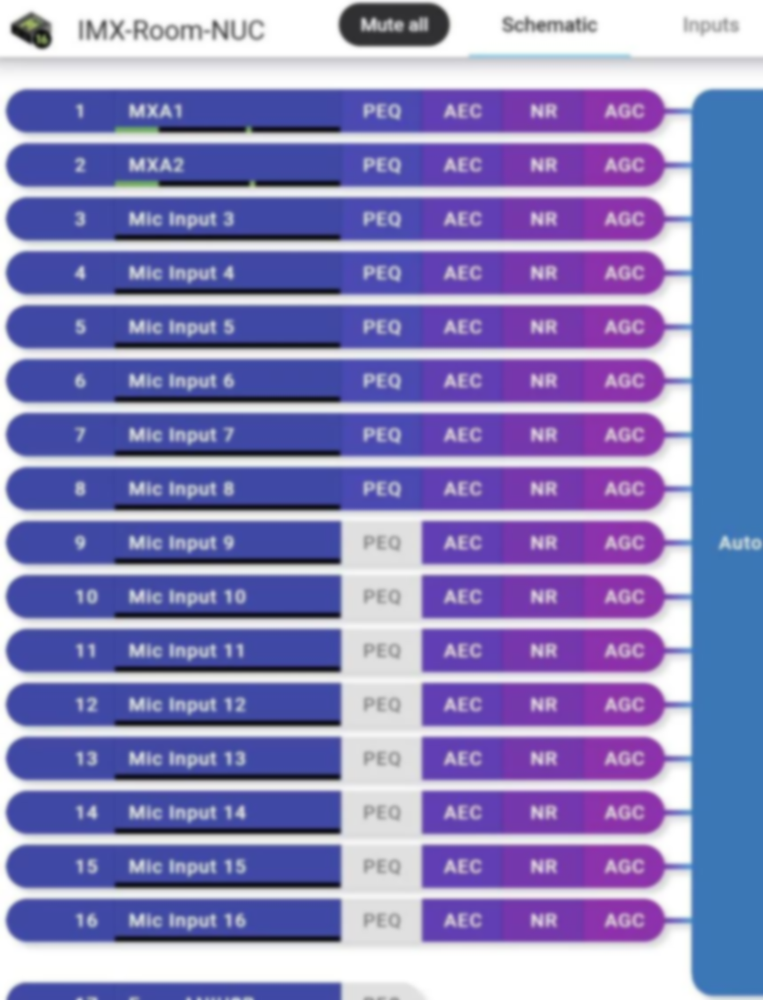 IMX-Room-NUC Mute all Schematic Inputs
1 MXA1 PEQ AEC NR AGC
2 MXA2 PEQ AEC NR AGC
3 Mic Input 3 PEQ AEC NR AGC
4 Mic Input 4 PEQ AEC NR AGC
5 Mic Input 5 PEQ AEC NR AGC
6 Mic Input 6 PEQ AEC NR AGC
7 Mic Input 7 PEQ AEC NR AGC
8 Mic Input 8 PEQ AEC NR AGC
9 Mic Input 9 PEQ AEC NR AGC Auto
10 Mic Input 10 PEQ AEC NR AGC
11 Mic Input 11 PEQ AEC NR AGC
12 Mic Input 12 PEQ AEC NR AGC
13 Mic Input 13 PEQ AEC NR AGC
14 Mic Input 14 PEQ AEC NR AGC
15 Mic Input 15 PEQ AEC NR AGC
16 Mic Input 16 PEQ AEC NR AGC